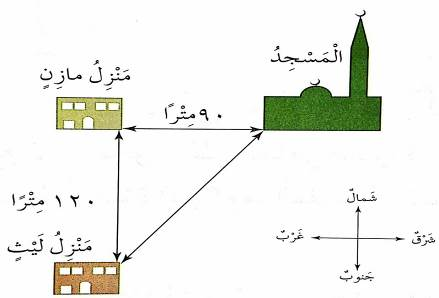 الْمَسْجِدُ
مَنْزِلُ مازِنٍ
٩٠ مِتْرًا
١٢٠ مِتْرًا
مَنْزِلُ لَيْثٍ
شَمالٌ
شَرْقٌ
غَرْبٌ
جَنوبٌ